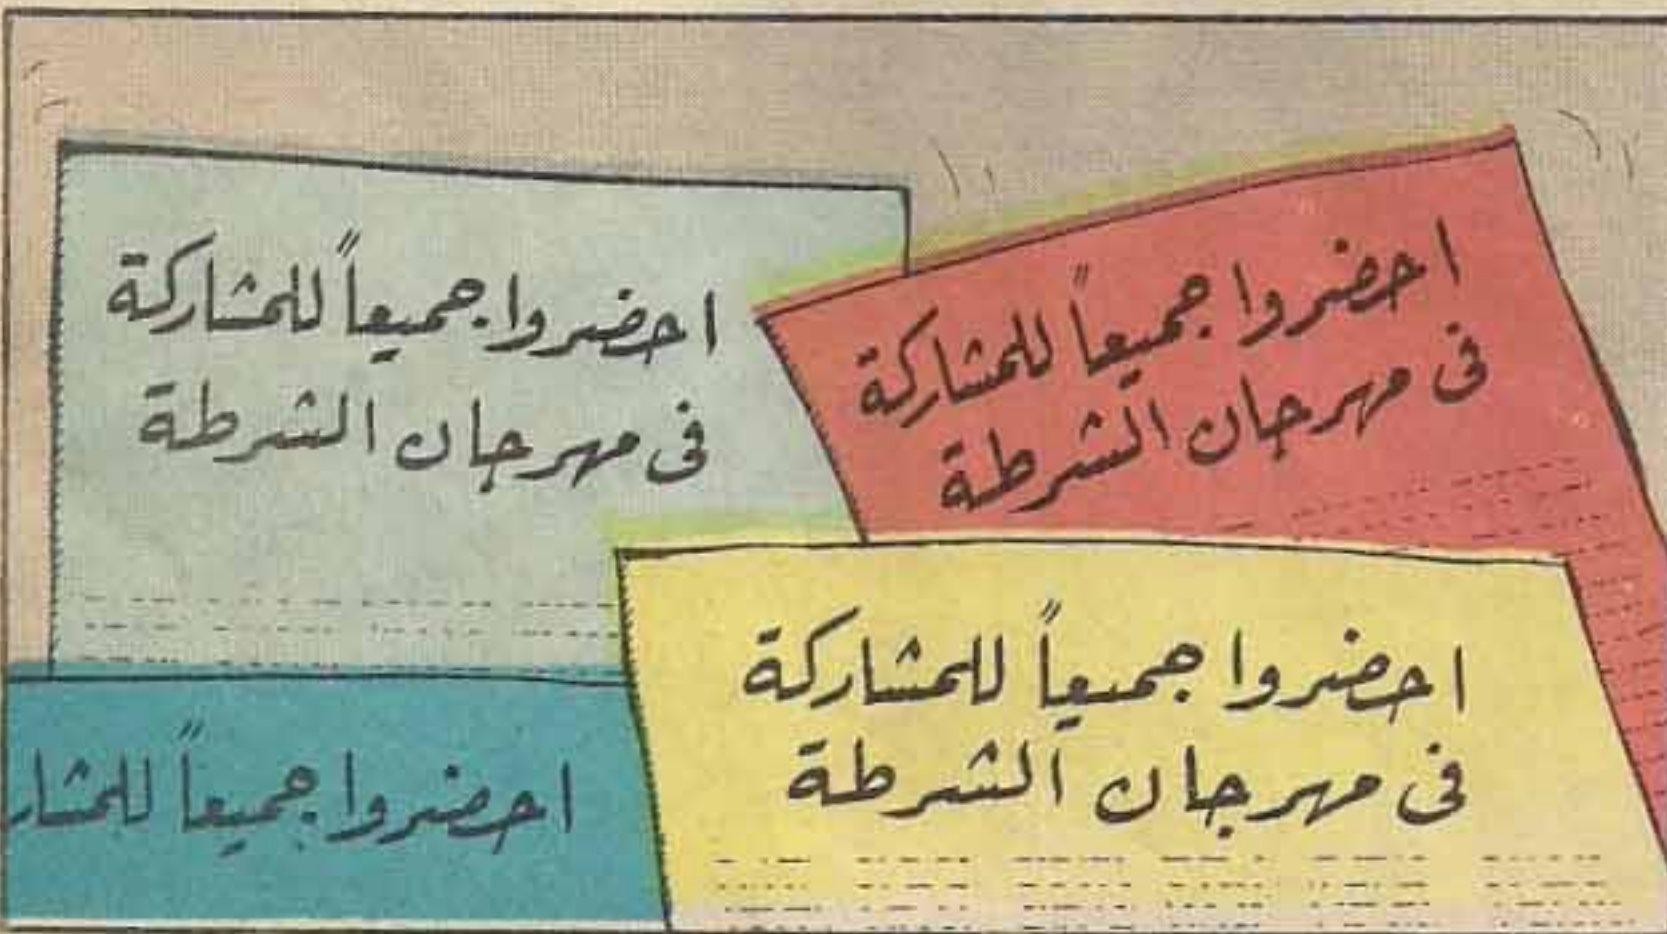 احضروا جميعاً للمشاركة
فى مهرجان الشرطة
احضروا جميعاً للمشاركة
فى مهرجان الشرطة
احضروا جميعاً للمشاركة
فى مهرجان الشرطة
احضروا جميعاً للمشار